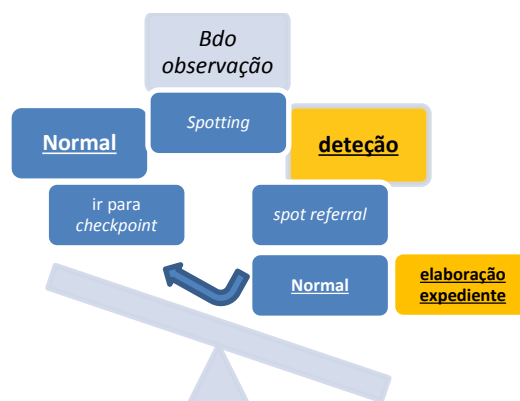 Bdo
observação
Spotting
Normal
deteção
ir para
checkpoint
spot referral
Normal
elaboração
expediente